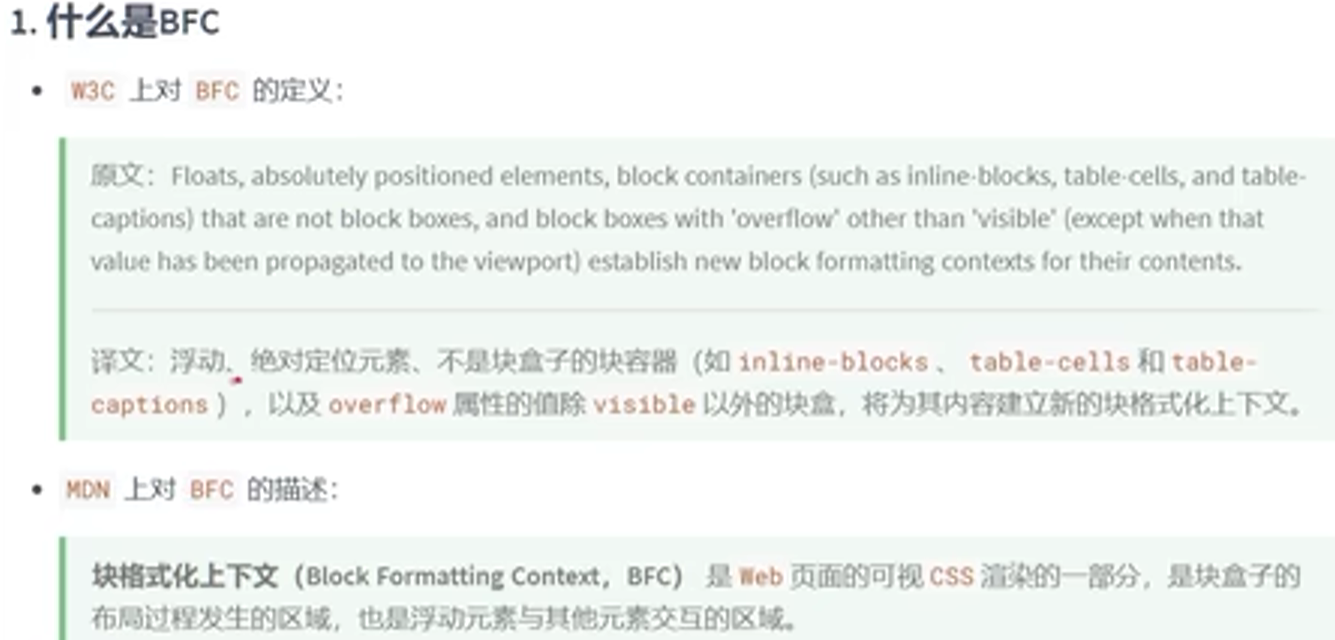 1. 什么是BFC
• W3C 上对 BFC 的定义：
原文：Floats, absolutely positioned elements, block containers (such as inline-blocks, table-cells, and table-
captions) that are not block boxes, and block boxes with 'overflow' other than 'visible' (except when that
value has been propagated to the viewport) establish new block formatting contexts for their contents.
译文：浮动、绝对定位元素、不是块盒子的块容器（如 inline-blocks 、 table-cells 和 table-
captions ），以及 overflow 属性的值除 visible 以外的块盒，将为其内容建立新的块格式化上下文。
• MDN 上对 BFC 的描述：
块格式化上下文（Block Formatting Context，BFC） 是 Web 页面的可视 CSS 渲染的一部分，是块盒子的
布局过程发生的区域，也是浮动元素与其他元素交互的区域。